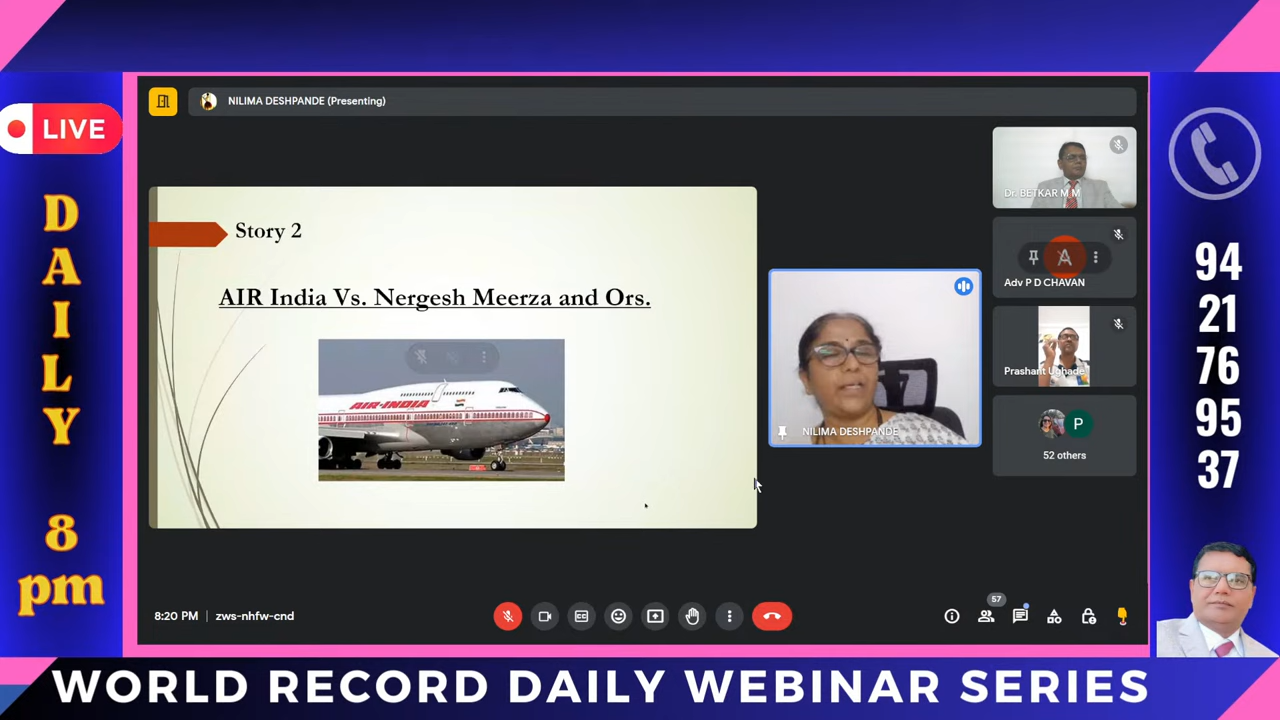 LIVE
DAILY
8
pm
NILIMA DESHPANDE (Presenting)
Story 2
AIR India Vs. Nergesh Meerza and Ors.
AIR-INDIA
NILIMA DESHPANDE
Dr. BETKAR M M
Adv P D CHAVAN
Prashant Ughade
P
52 others
8:20 PM
zws-nhfw-cnd
57
94
21
76
95
37
WORLD RECORD DAILY WEBINAR SERIES